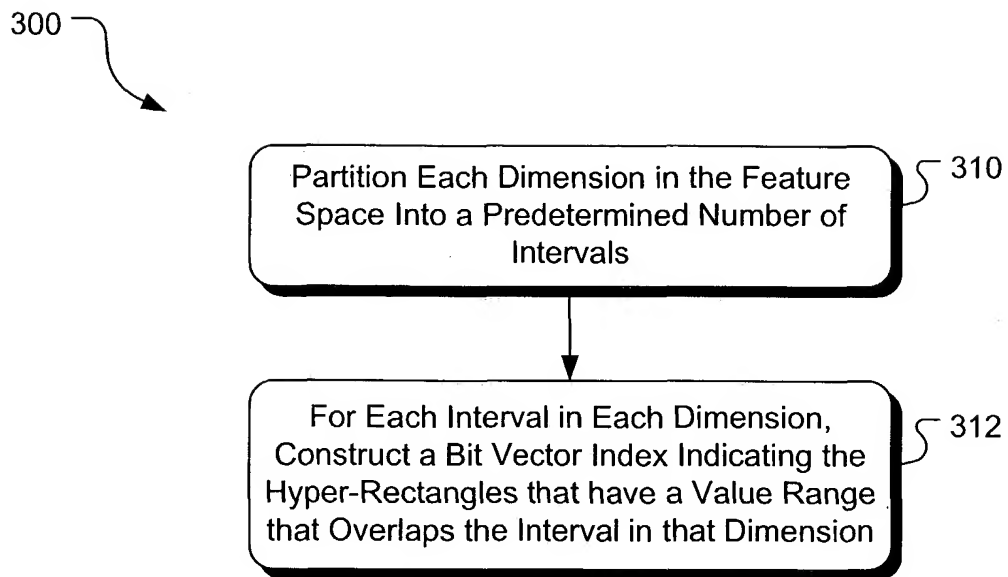 300
Partition Each Dimension in the Feature
Space Into a Predetermined Number of
Intervals
310
For Each Interval in Each Dimension,
Construct a Bit Vector Index Indicating the
Hyper-Rectangles that have a Value Range
that Overlaps the Interval in that Dimension
312